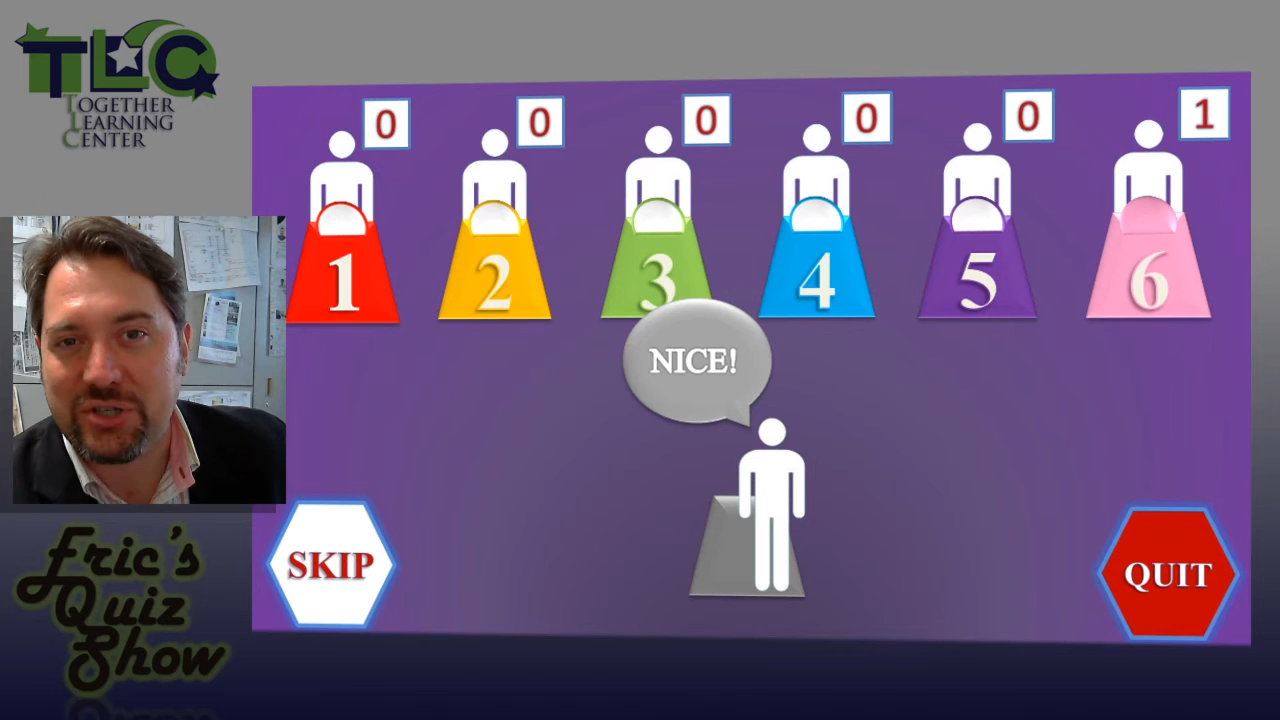 TLC
TOGETHER
LEARNING
CENTER
0
0
0
0
0
1
1
2
3
4
5
6
NICE!
SKIP
QUIT
Eric's
Quiz
Show